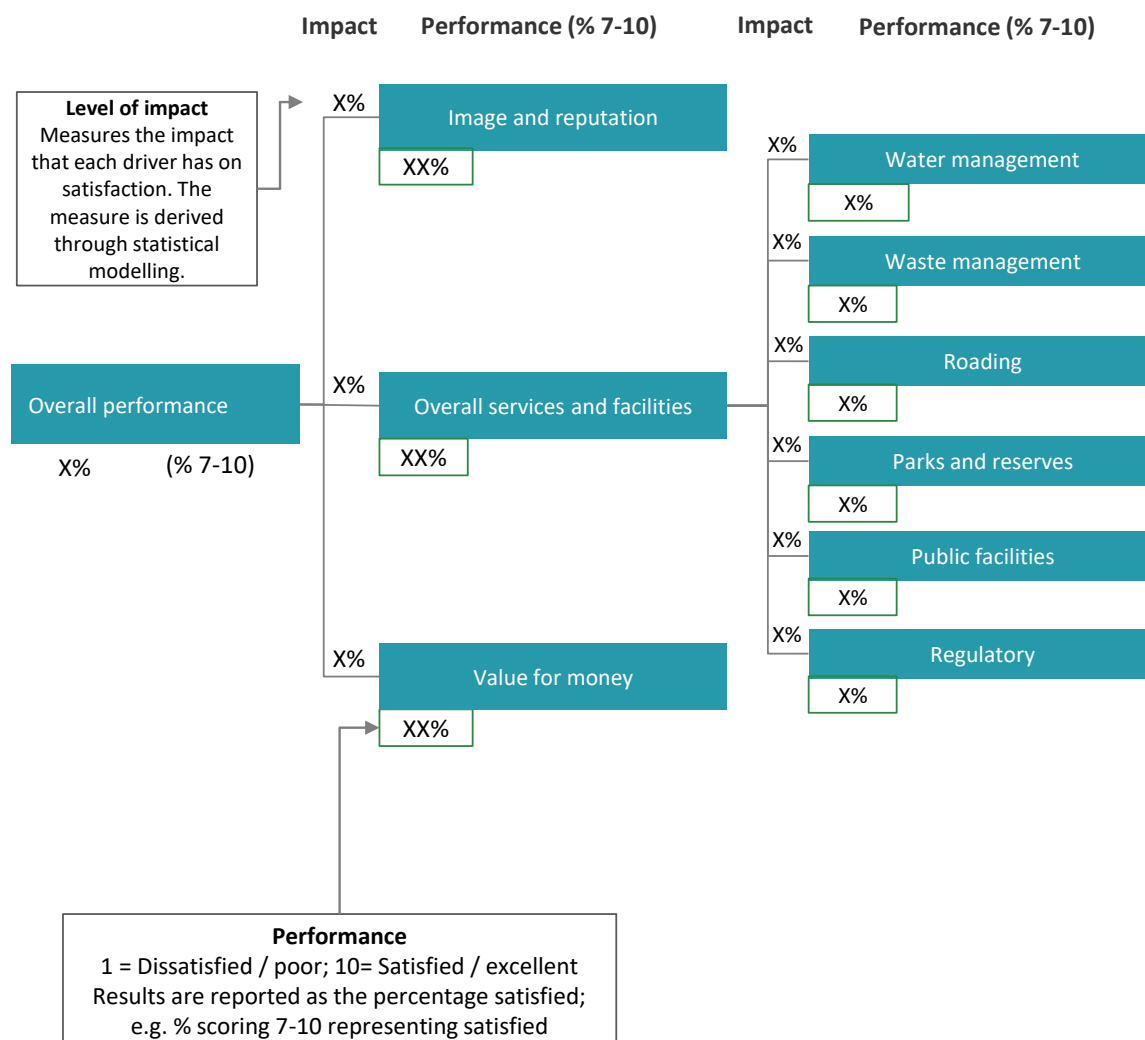 Impact Performance (% 7-10) Impact Performance (% 7-10)
Level of impact
Measures the impact
that each driver has on
satisfaction. The
measure is derived
through statistical
modelling.
X%
Image and reputation
XX%
X%
Water management
X%
X%
Waste management
X%
X%
Roading
X%
Overall performance
X% (% 7-10)
X%
Overall services and facilities
XX%
X%
Parks and reserves
X%
X%
Public facilities
X%
X%
Regulatory
X%
X%
Value for money
XX%
Performance
1 = Dissatisfied / poor; 10= Satisfied / excellent
Results are reported as the percentage satisfied;
e.g. % scoring 7-10 representing satisfied